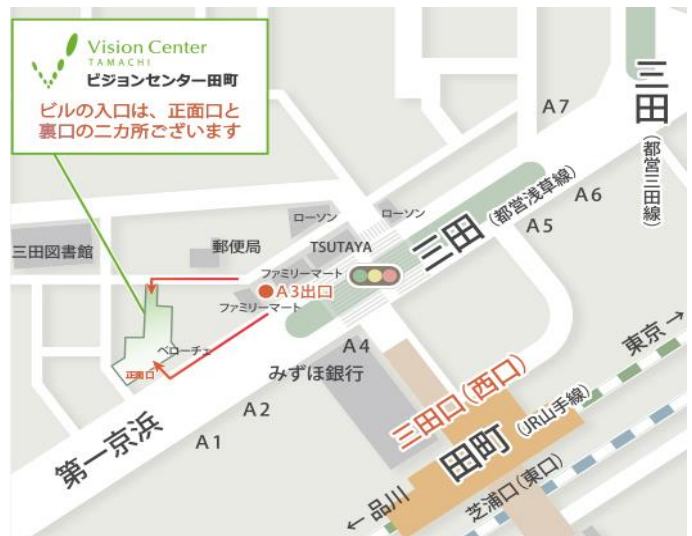 Vision Center
TAMACHI
ビジョンセンター田町
ビルの入口は、正面口と
裏口の二カ所ございます
三田
(都営三田線)
A7
A6
A5
三田
(都営浅草線)
ローソン
ローソン
郵便局
TSUTAYA
三田図書館
ファミリーマート
A3出口
ファミリーマート
ベローチェ
正面口
A4
みずほ銀行
A2
A1
第一京浜
三田口(西口)
東京→
田町
(JR山手線)
芝浦口(東口)
←品川